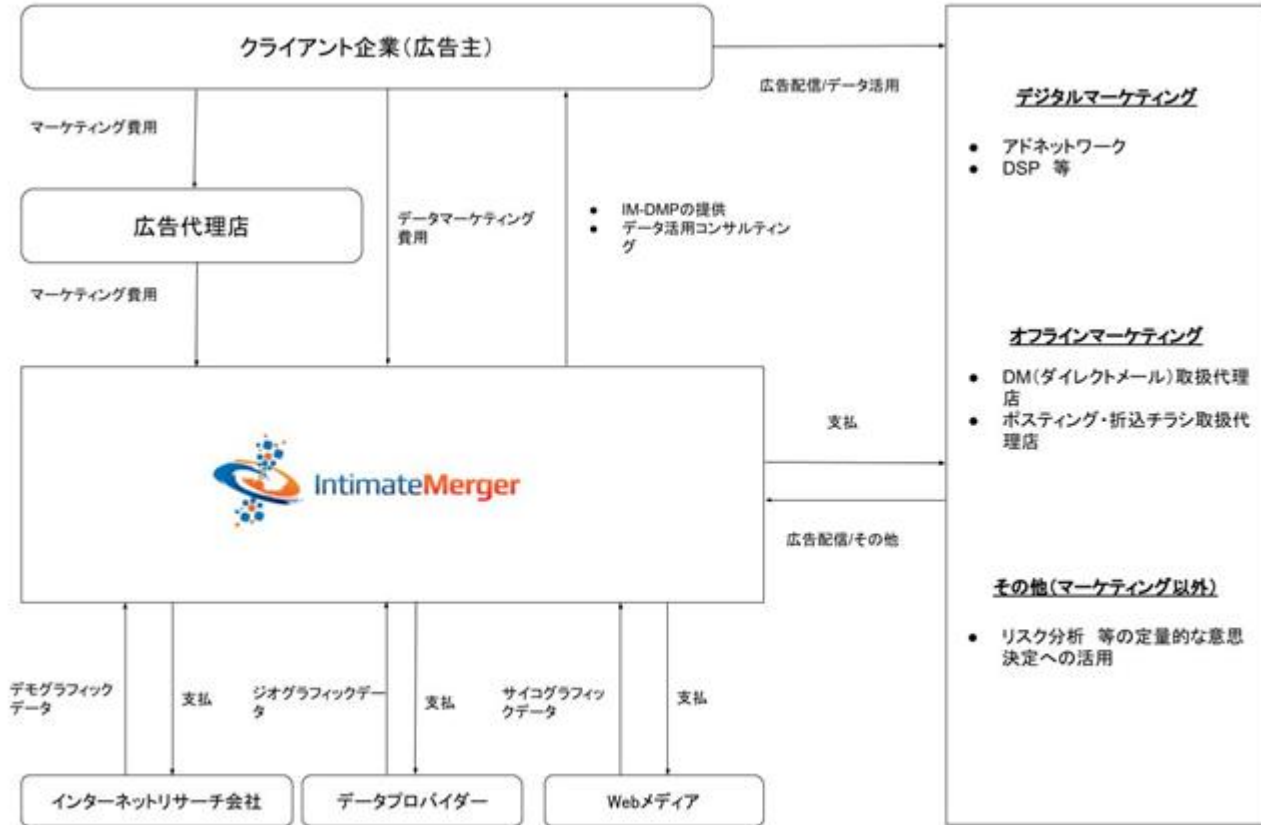 クライアント企業(広告主)
広告配信/データ活用
マーケティング費用
広告代理店
データマーケティング
費用
● IM-DMPの提供
● データ活用コンサルティン
グ
マーケティング費用
IntimateMerger
支払
広告配信/その他
デモグラフィック
データ
支払
ジオグラフィックデー
タ
支払
サイコグラフィッ
クデータ
支払
インターネットリサーチ会社
データプロバイダー
Webメディア
デジタルマーケティング
● アドネットワーク
● DSP 等
オフラインマーケティング
● DM(ダイレクトメール)取扱代理
店
● ポスティング・折込チラシ取扱代
理店
その他(マーケティング以外)
● リスク分析 等の定量的な意思
決定への活用